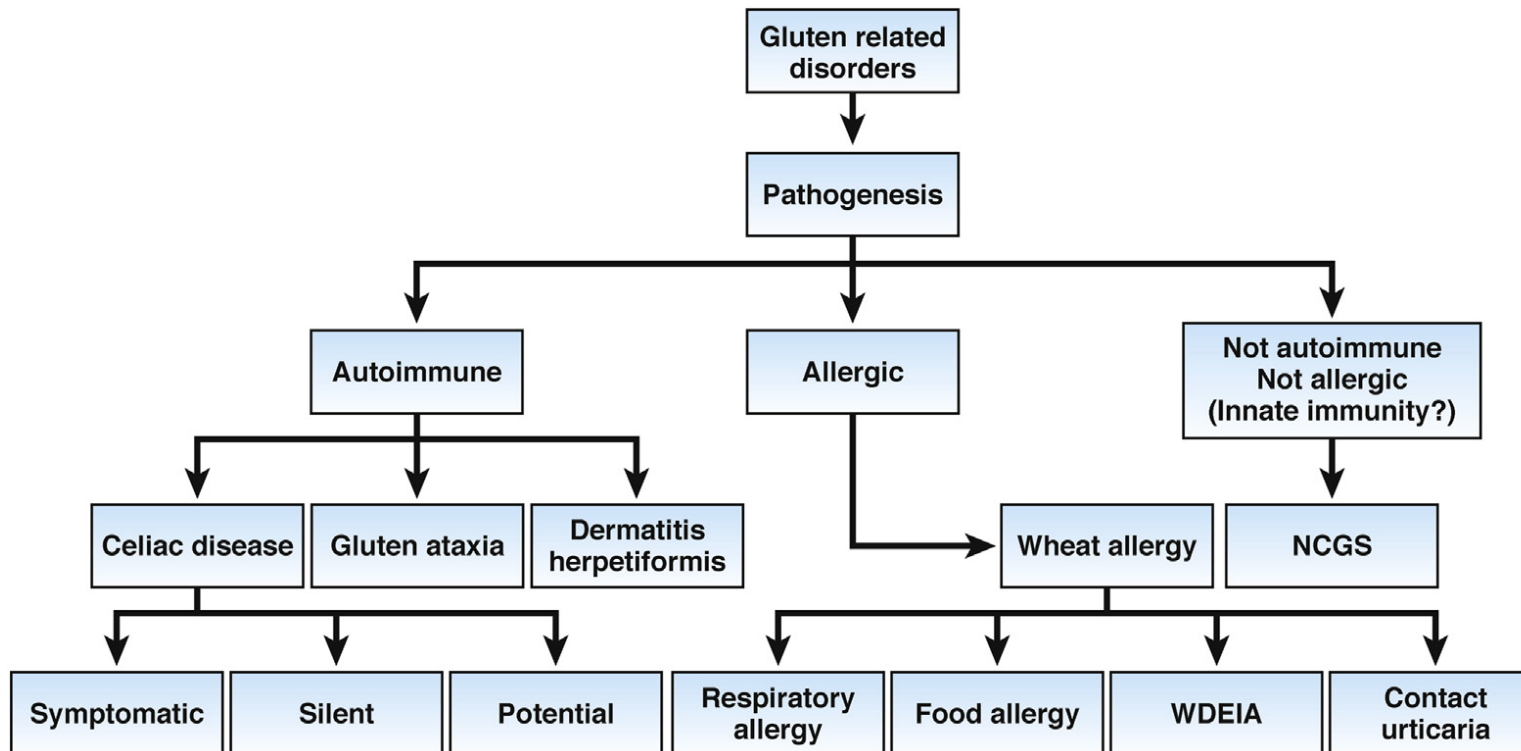 Gluten related
disorders
Pathogenesis
Autoimmune
Allergic
Not autoimmune
Not allergic
(Innate immunity?)
Celiac disease
Gluten ataxia
Dermatitis
herpetiformis
Wheat allergy
NCGS
Symptomatic
Silent
Potential
Respiratory
allergy
Food allergy
WDEIA
Contact
urticaria